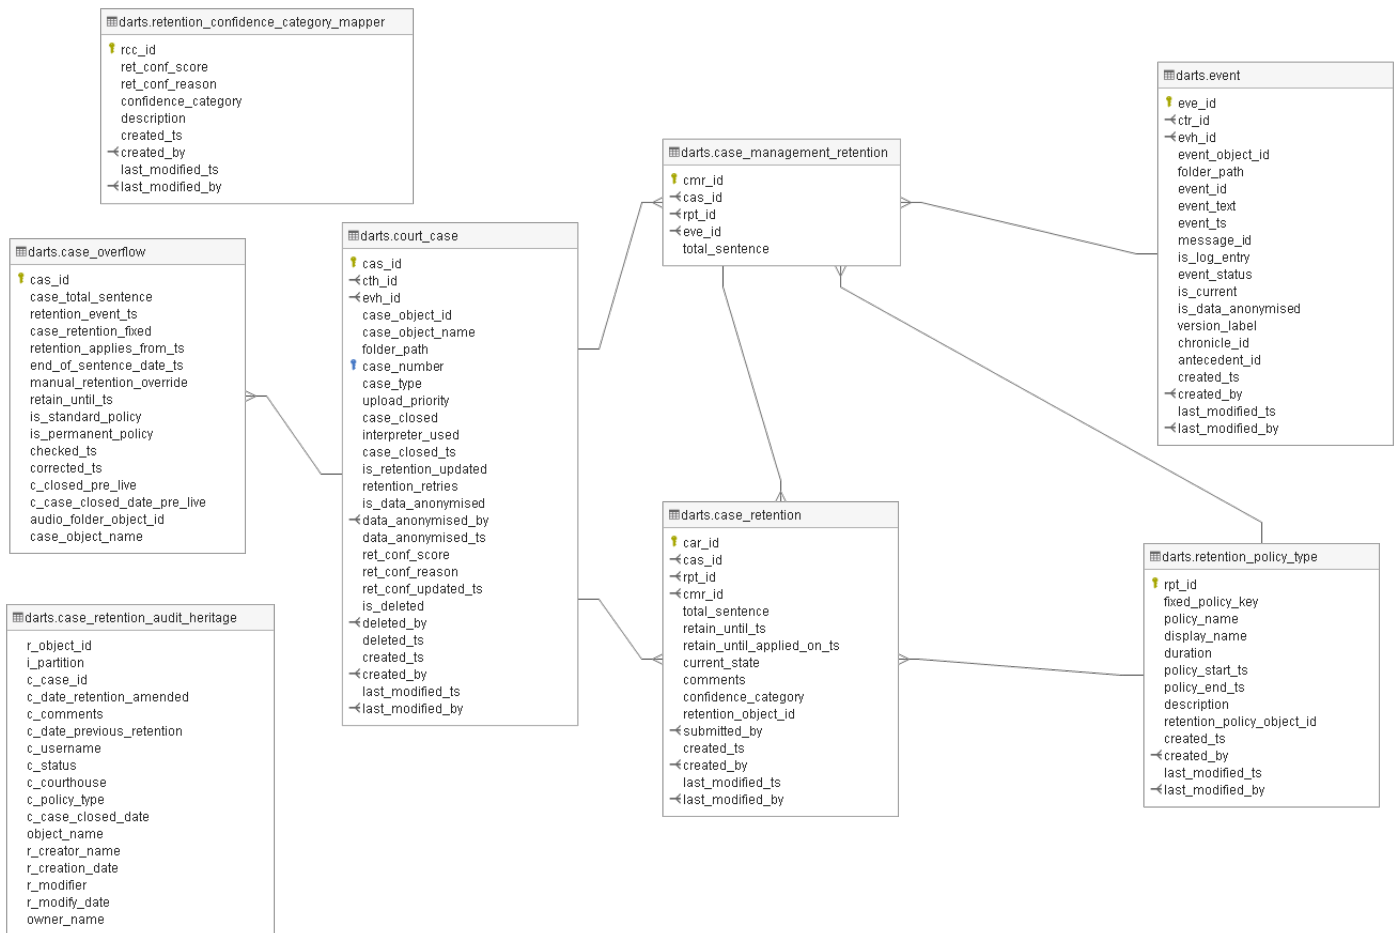 darts.retention_confidence_category_mapper
rcc_id
ret_conf_score
ret_conf_reason
confidence_category
description
created_ts
created_by
last_modified_ts
last_modified_by
darts.case_overflow
cas_id
case_total_sentence
retention_event_ts
case_retention_fixed
retention_applies_from_ts
end_of_sentence_date_ts
manual_retention_override
retain_until_ts
is_standard_policy
is_permanent_policy
checked_ts
corrected_ts
c_closed_pre_live
c_case_closed_date_pre_live
audio_folder_object_id
case_object_name
darts.case_retention_audit_heritage
r_object_id
i_partition
c_case_id
c_date_retention_amended
c_comments
c_date_previous_retention
c_username
c_status
c_courthouse
c_policy_type
c_case_closed_date
object_name
r_creator_name
r_creation_date
r_modifier
r_modify_date
owner_name
darts.court_case
cas_id
cth_id
evh_id
case_object_id
case_object_name
folder_path
case_number
case_type
upload_priority
case_closed
interpreter_used
case_closed_ts
is_retention_updated
retention_retries
is_data_anonymised
data_anonymised_by
data_anonymised_ts
ret_conf_score
ret_conf_reason
ret_conf_updated_ts
is_deleted
deleted_by
deleted_ts
created_ts
created_by
last_modified_ts
last_modified_by
darts.case_management_retention
cmr_id
cas_id
rpt_id
eve_id
total_sentence
darts.case_retention
car_id
cas_id
rpt_id
cmr_id
total_sentence
retain_until_ts
retain_until_applied_on_ts
current_state
comments
confidence_category
retention_object_id
submitted_by
created_ts
created_by
last_modified_ts
last_modified_by
darts.event
eve_id
ctr_id
evh_id
event_object_id
folder_path
event_id
event_text
event_ts
message_id
is_log_entry
event_status
is_current
is_data_anonymised
version_label
chronicle_id
antecedent_id
created_ts
created_by
last_modified_ts
last_modified_by
darts.retention_policy_type
rpt_id
fixed_policy_key
policy_name
display_name
duration
policy_start_ts
policy_end_ts
description
retention_policy_object_id
created_ts
created_by
last_modified_ts
last_modified_by